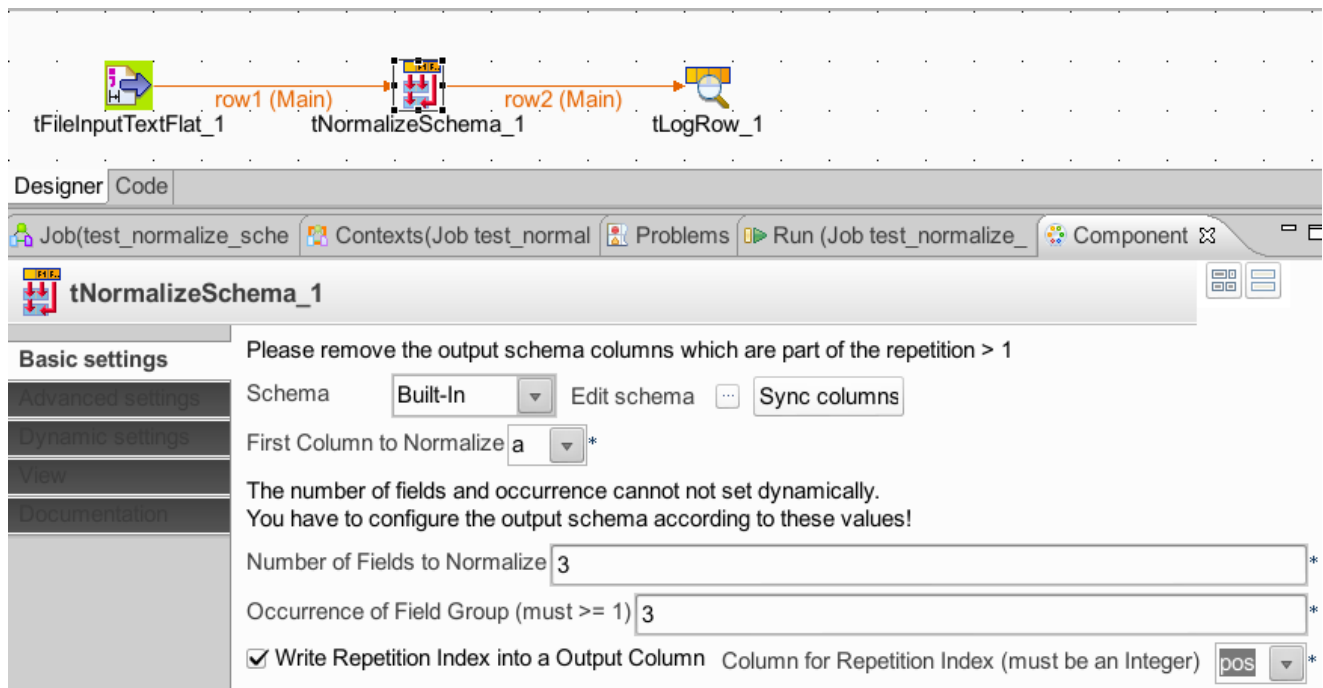 row1 (Main)
row2 (Main)
tFileInputTextFlat_1
tNormalizeSchema_1
tLogRow_1
Designer
Code
Job(test_normalize_sche
Contexts(Job test_normal
Problems
Run (Job test_normalize_
Component
tNormalizeSchema_1
Basic settings
Advanced settings
Dynamic settings
View
Documentation
Please remove the output schema columns which are part of the repetition > 1
Schema Built-In Edit schema ... Sync columns
First Column to Normalize a *
The number of fields and occurrence cannot not set dynamically.
You have to configure the output schema according to these values!
Number of Fields to Normalize 3 *
Occurrence of Field Group (must >= 1) 3 *
Write Repetition Index into a Output Column Column for Repetition Index (must be an Integer) pos *